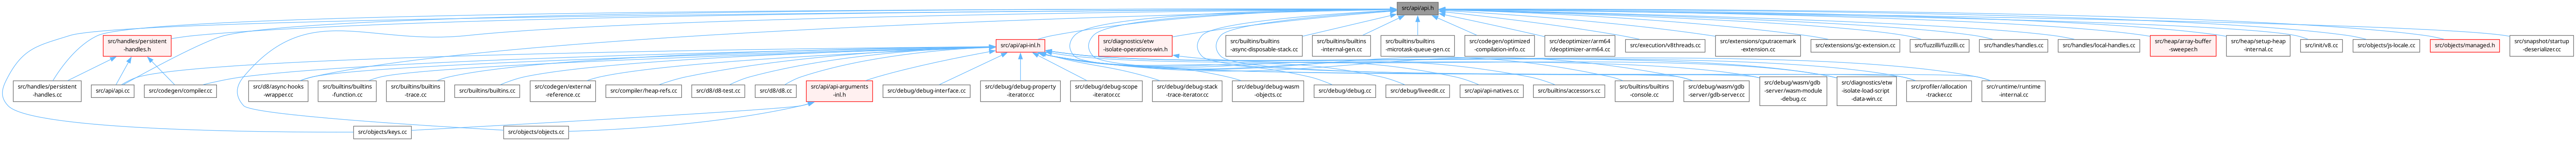 src/api/api.h
src/handles/persistent
-handles.h
src/api/api-inl.h
src/diagnostics/etw
-isolate-operations-win.h
src/builtins/builtins
-async-disposable-stack.cc
src/builtins/builtins
-internal-gen.cc
src/builtins/builtins
-microtask-queue-gen.cc
src/codegen/optimized
-compilation-info.cc
src/deoptimizer/arm64
/deoptimizer-arm64.cc
src/execution/v8threads.cc
src/extensions/cputracemark
-extension.cc
src/extensions/gc-extension.cc
src/fuzzilli/fuzzilli.cc
src/handles/handles.cc
src/handles/local-handles.cc
src/heap/array-buffer
-sweeper.h
src/heap/setup-heap
-internal.cc
src/init/v8.cc
src/objects/js-locale.cc
src/objects/managed.h
src/snapshot/startup
-deserializer.cc
src/handles/persistent
-handles.cc
src/api/api.cc
src/codegen/compiler.cc
src/d8/async-hooks
-wrapper.cc
src/builtins/builtins
-function.cc
src/builtins/builtins
-trace.cc
src/builtins/builtins.cc
src/codegen/external
-reference.cc
src/compiler/heap-refs.cc
src/d8/d8-test.cc
src/d8/d8.cc
src/api/api-arguments
-inl.h
src/debug/debug-interface.cc
src/debug/debug-property
-iterator.cc
src/debug/debug-scope
-iterator.cc
src/debug/debug-stack
-trace-iterator.cc
src/debug/debug-wasm
-objects.cc
src/debug/debug.cc
src/debug/liveedit.cc
src/api/api-natives.cc
src/builtins/accessors.cc
src/builtins/builtins
-console.cc
src/debug/wasm/gdb
-server/gdb-server.cc
src/debug/wasm/gdb
-server/wasm-module
-debug.cc
src/diagnostics/etw
-isolate-load-script
-data-win.cc
src/profiler/allocation
-tracker.cc
src/runtime/runtime
-internal.cc
src/objects/keys.cc
src/objects/objects.cc